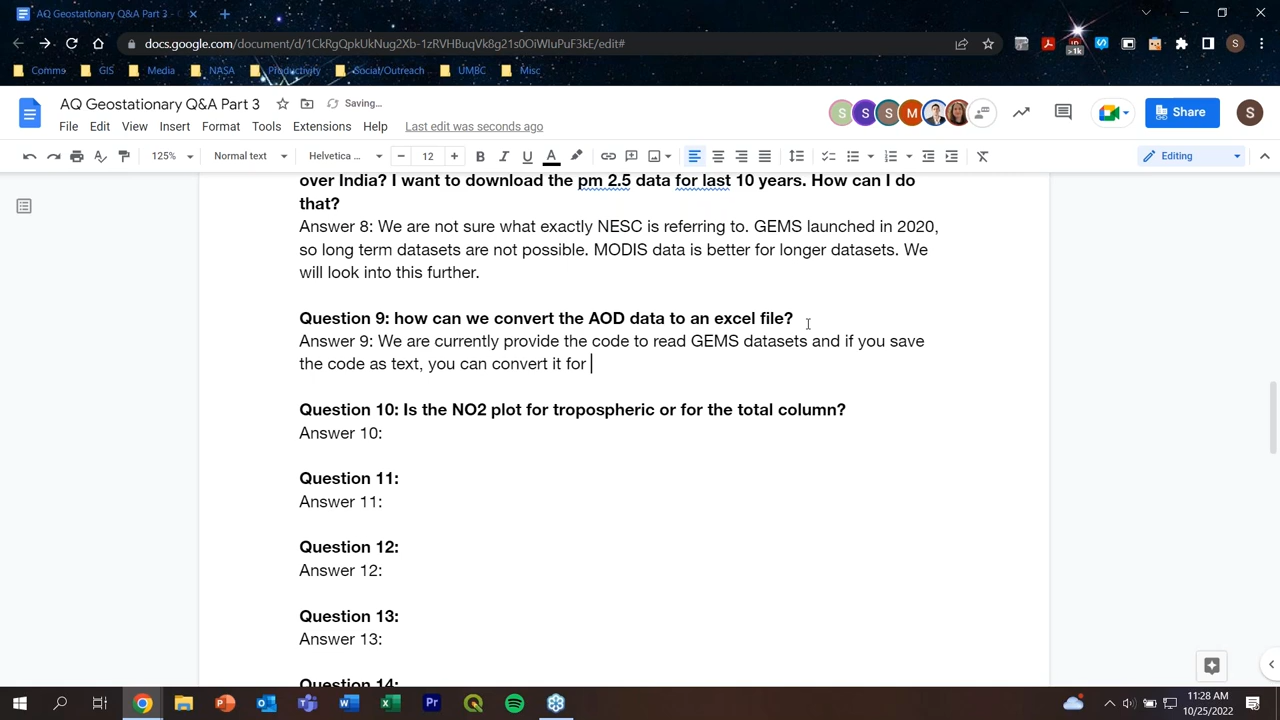 AQ Geostationary Q&A Part 3 -
docs.google.com/document/d/1CkRgQpkUkNug2Xb-1zRVHBuqVk8g21s0OiWIuPuF3kE/edit#
>1k
S
Comms GIS Media NASA Productivity Social/Outreach UMBC Misc
AQ Geostationary Q&A Part 3 Saving...
S S S M Share S
File Edit View Insert Format Tools Extensions Help Last edit was seconds ago
125% Normal text Helvetica ... 12 B I U A Editing
over India? I want to download the pm 2.5 data for last 10 years. How can I do
that?
Answer 8: We are not sure what exactly NESC is referring to. GEMS launched in 2020,
so long term datasets are not possible. MODIS data is better for longer datasets. We
will look into this further.
Question 9: how can we convert the AOD data to an excel file?
Answer 9: We are currently provide the code to read GEMS datasets and if you save
the code as text, you can convert it for
Question 10: Is the NO2 plot for tropospheric or for the total column?
Answer 10:
Question 11:
Answer 11:
Question 12:
Answer 12:
Question 13:
Answer 13:
Question 14:
11:28 AM
10/25/2022